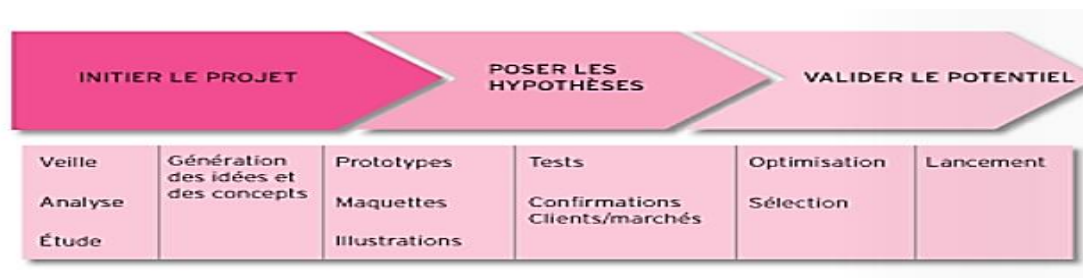 INITIER LE PROJET
POSER LES
HYPOTHÈSES
VALIDER LE POTENTIEL
Veille
Analyse
Étude
Génération
des idées et
des concepts
Prototypes
Maquettes
Illustrations
Tests
Confirmations
Clients/marchés
Optimisation
Sélection
Lancement